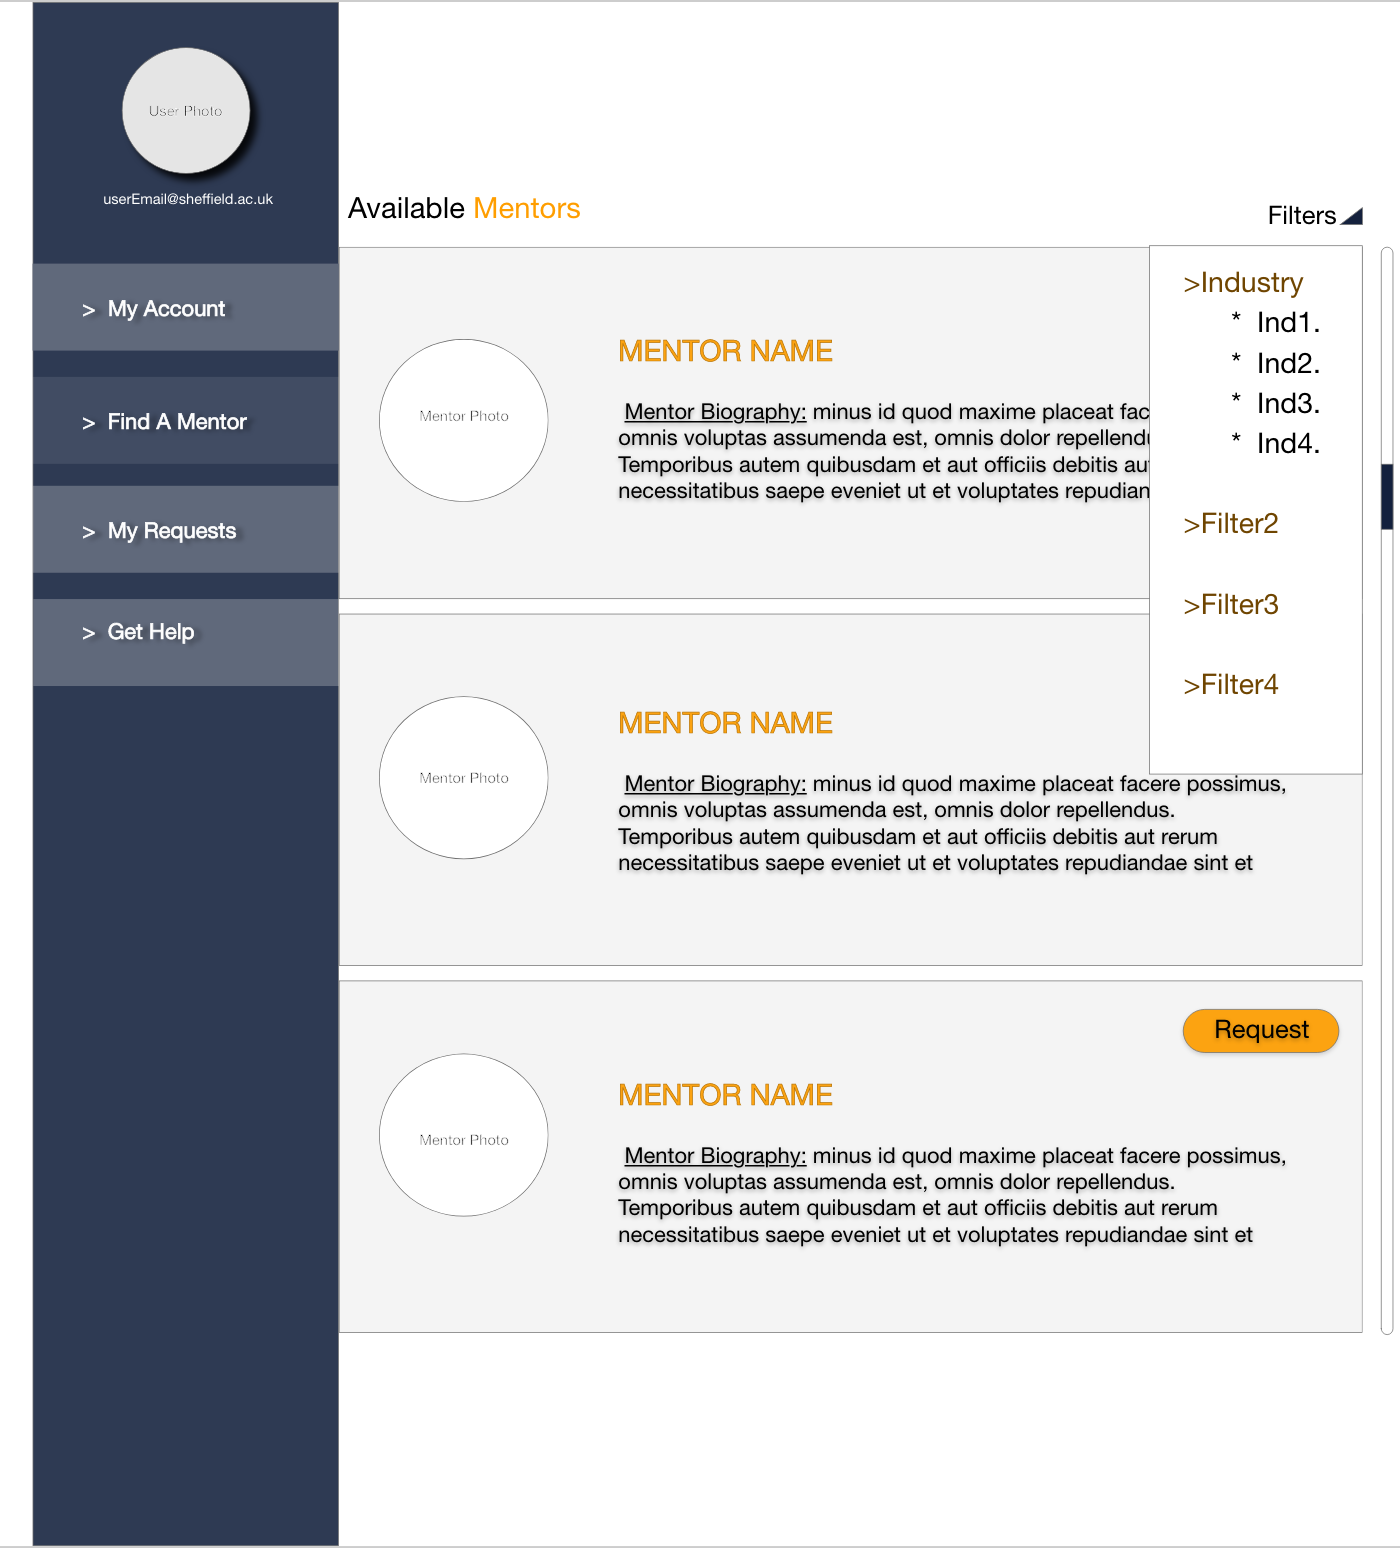 User Photo
userEmail@sheffield.ac.uk
> My Account
> Find A Mentor
> My Requests
> Get Help
Available Mentors
Filters
>Industry
* Ind1.
* Ind2.
* Ind3.
* Ind4.
>Filter2
>Filter3
>Filter4
Mentor Photo
MENTOR NAME
Mentor Biography: minus id quod maxime placeat fac
omnis voluptas assumenda est, omnis dolor repellendu
Temporibus autem quibusdam et aut officiis debitis aut
necessitatibus saepe eveniet ut et voluptates repudian
Mentor Photo
MENTOR NAME
Mentor Biography: minus id quod maxime placeat facere possimus,
omnis voluptas assumenda est, omnis dolor repellendus.
Temporibus autem quibusdam et aut officiis debitis aut rerum
necessitatibus saepe eveniet ut et voluptates repudiandae sint et
Request
Mentor Photo
MENTOR NAME
Mentor Biography: minus id quod maxime placeat facere possimus,
omnis voluptas assumenda est, omnis dolor repellendus.
Temporibus autem quibusdam et aut officiis debitis aut rerum
necessitatibus saepe eveniet ut et voluptates repudiandae sint et